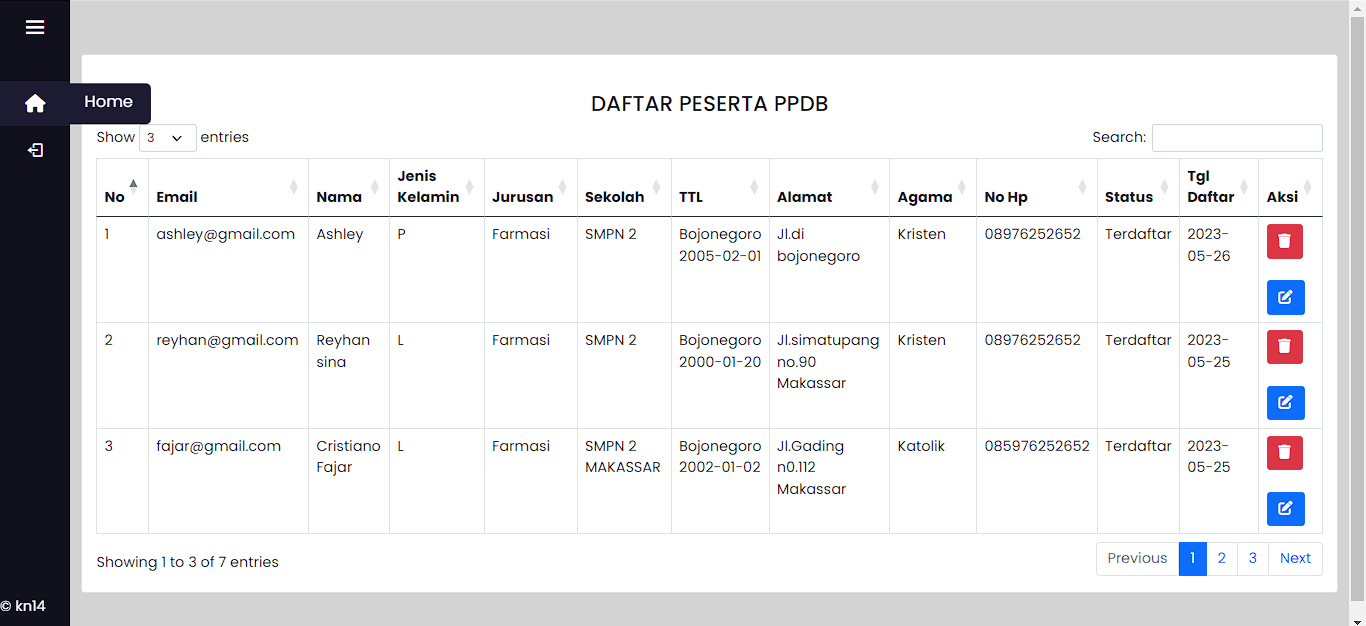 Home
DAFTAR PESERTA PPDB
Show 3 entries
Search:
No Email Nama Jenis Kelamin Jurusan Sekolah TTL Alamat Agama No Hp Status Tgl Daftar Aksi
1 ashley@gmail.com Ashley P Farmasi SMPN 2 Bojonegoro Jl.di Kristen 08976252652 Terdaftar 2023-
2005-02-01 bojonegoro 05-26
2 reyhan@gmail.com Reyhan L Farmasi SMPN 2 Bojonegoro Jl.simatupang Kristen 08976252652 Terdaftar 2023-
sina 2000-01-20 no.90 05-25
Makassar
3 fajar@gmail.com Cristiano L Farmasi SMPN 2 Bojonegoro Jl.Gading Katolik 085976252652 Terdaftar 2023-
Fajar MAKASSAR 2002-01-02 n0.112 05-25
Makassar
Showing 1 to 3 of 7 entries
Previous 1 2 3 Next
© kn14